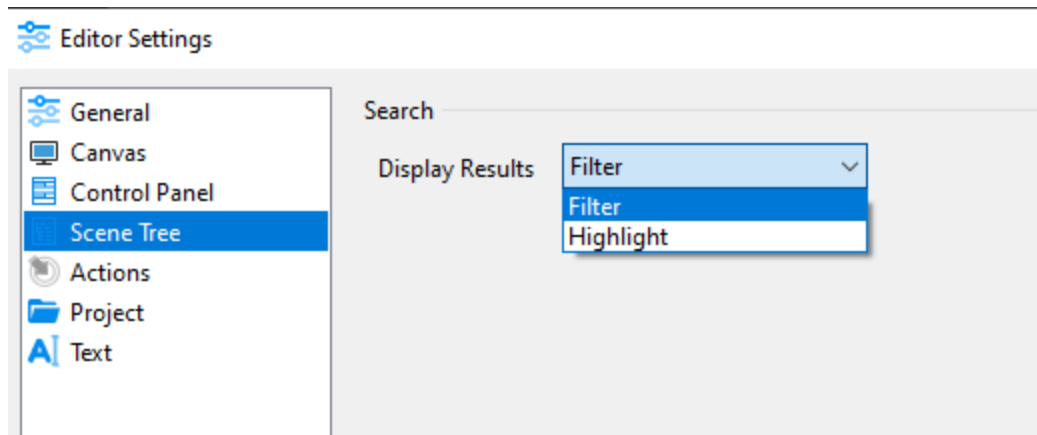 Editor Settings
General
Canvas
Control Panel
Scene Tree
Actions
Project
Text
Search
Display Results
Filter
Filter
Highlight